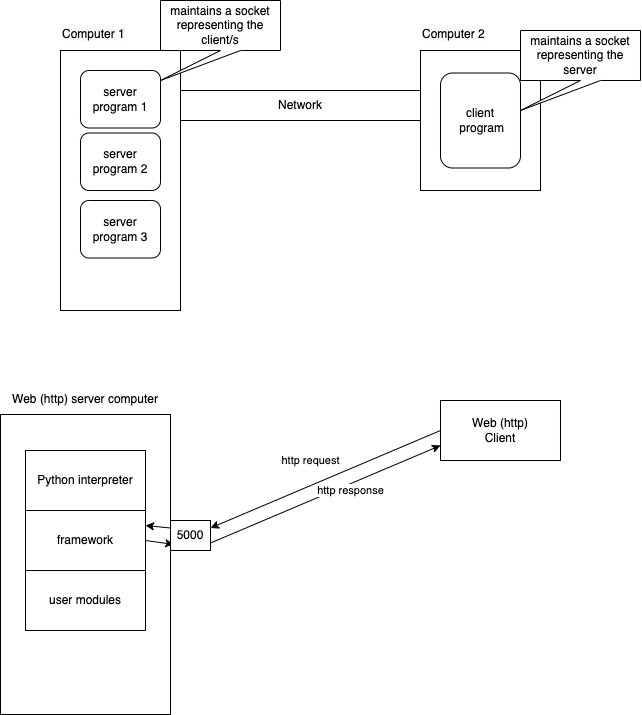 maintains a socket
representing the
client/s
Computer 1
Computer 2
maintains a socket
representing the
server
server
program 1
Network
client
program
server
program 2
server
program 3
Web (http) server computer
Web (http)
Client
http request
Python interpreter
http response
5000
framework
user modules